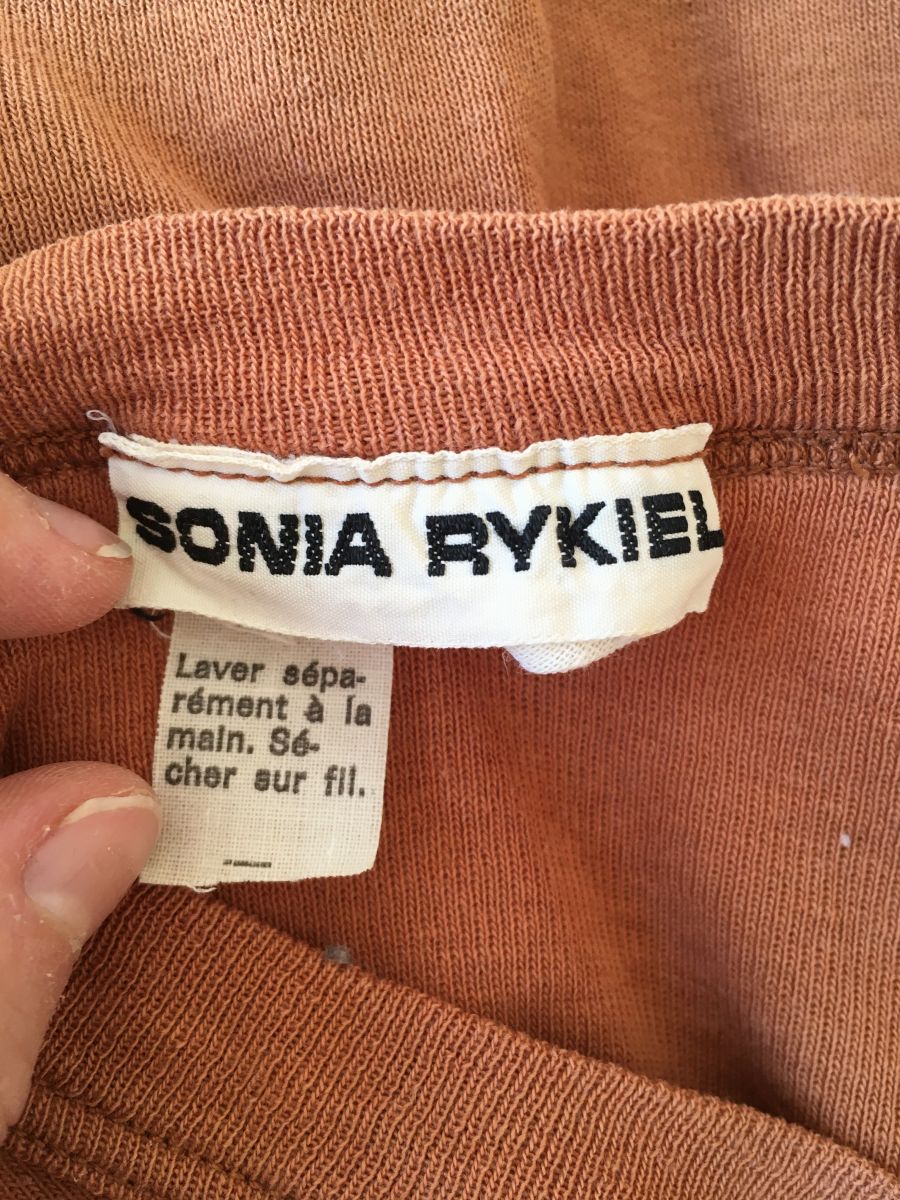 SONIA RYKIEL
Laver sépa-
rément à la
main. Sé-
cher sur fil.